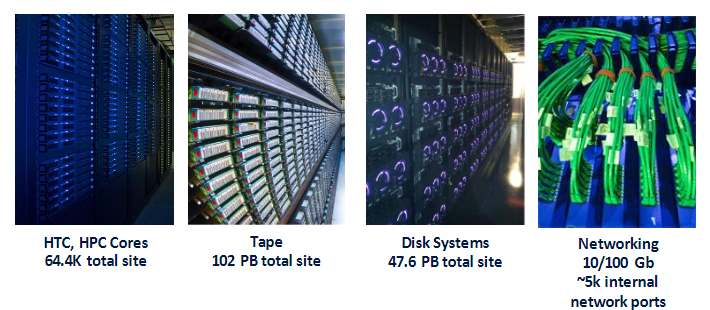 HTC, HPC Cores
64.4K total site
Tape
102 PB total site
Disk Systems
47.6 PB total site
Networking
10/100 Gb
~5k internal
network ports